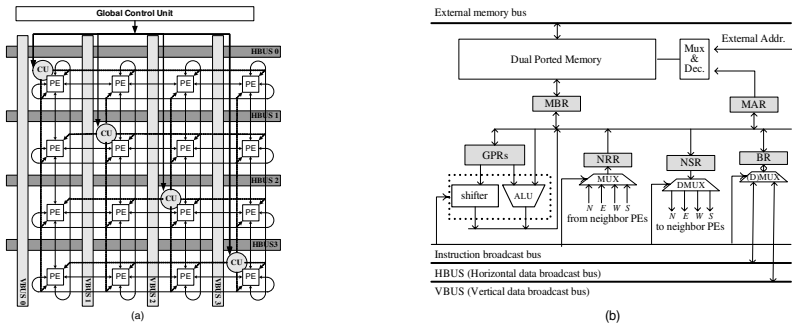 Global Control Unit
HBUS 0
CU
PE PE PE PE
HBUS 1
CU
PE PE PE PE
HBUS 2
CU
PE PE PE PE
HBUS3
CU
PE PE PE PE
VBUS 0
VBUS 1
VBUS 2
VBUS 3
(a)
External memory bus
External Addr.
Dual Ported Memory
Mux
&
Dec.
MBR
MAR
GPRs
NRR
NSR
BR
MUX
DMUX
(D)MUX
shifter
ALU
N E W S
from neighbor PEs
N E W S
to neighbor PEs
Instruction broadcast bus
HBUS (Horizontal data broadcast bus)
VBUS (Vertical data broadcast bus)
(b)